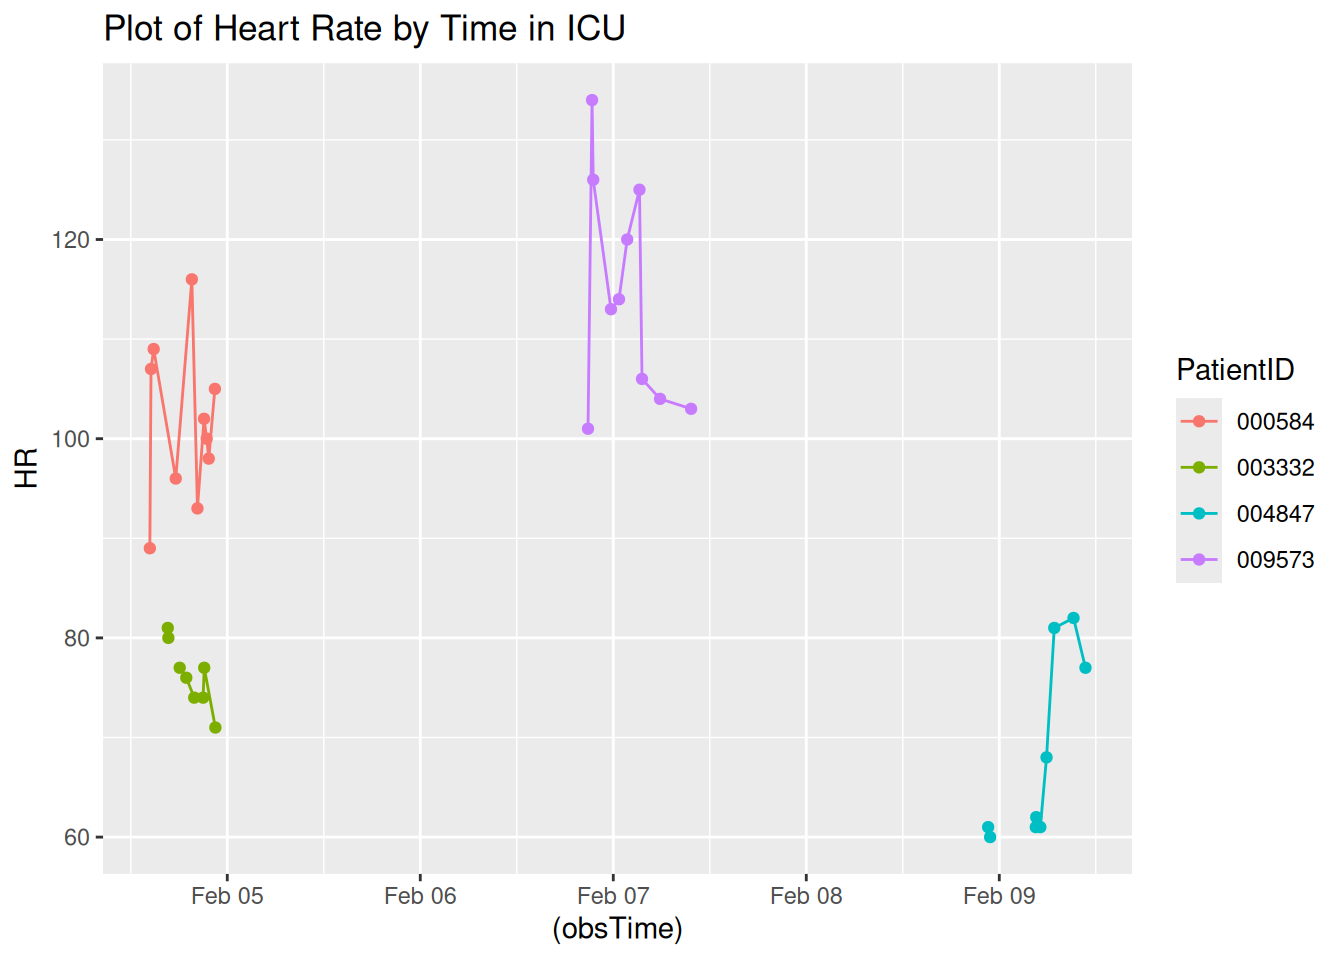 Plot of Heart Rate by Time in ICU
HR
120
100
80
60
Feb 05
Feb 06
Feb 07
Feb 08
Feb 09
(obsTime)
PatientID
000584
003332
004847
009573